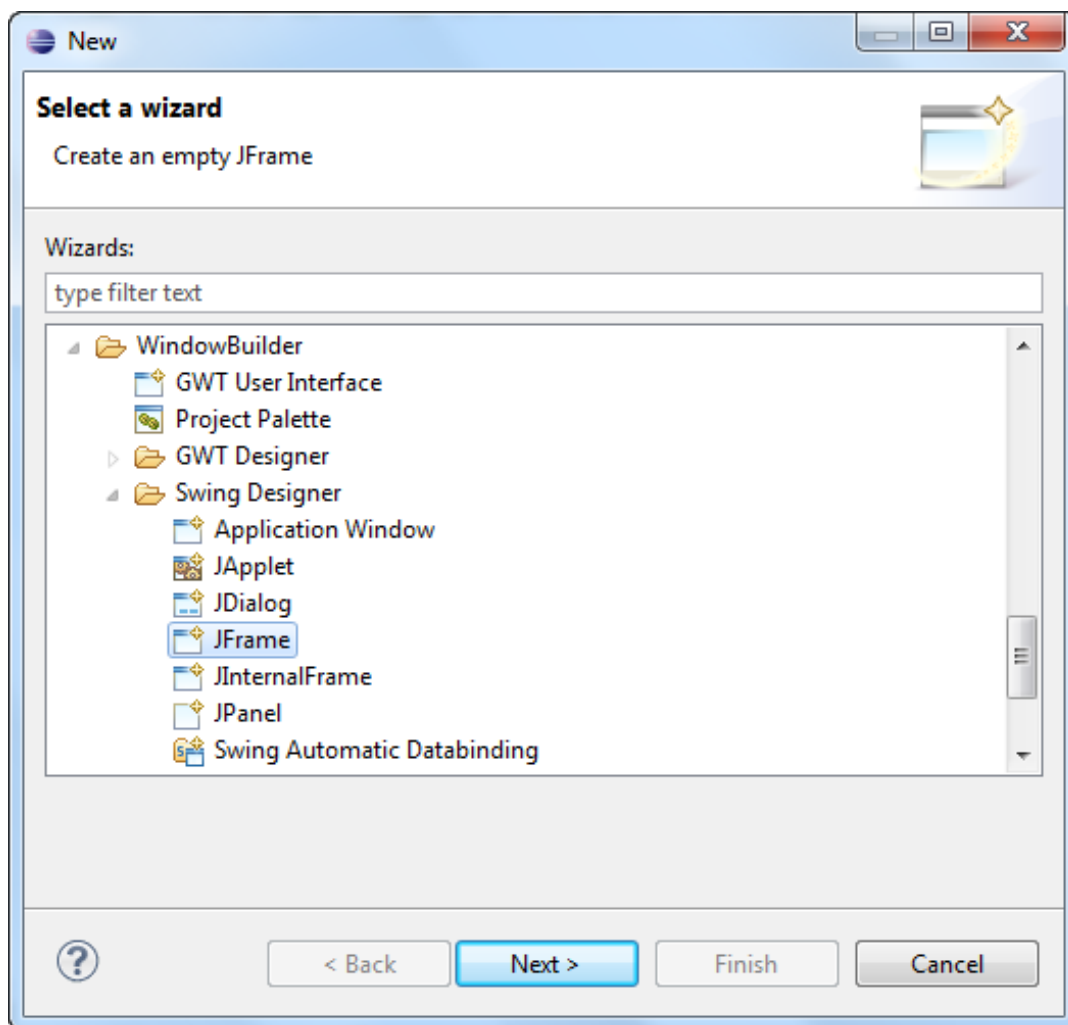 New
Select a wizard
Create an empty JFrame
Wizards:
type filter text
WindowBuilder
GWT User Interface
Project Palette
GWT Designer
Swing Designer
Application Window
JApplet
JDialog
JFrame
JInternalFrame
JPanel
Swing Automatic Databinding
? < Back Next > Finish Cancel